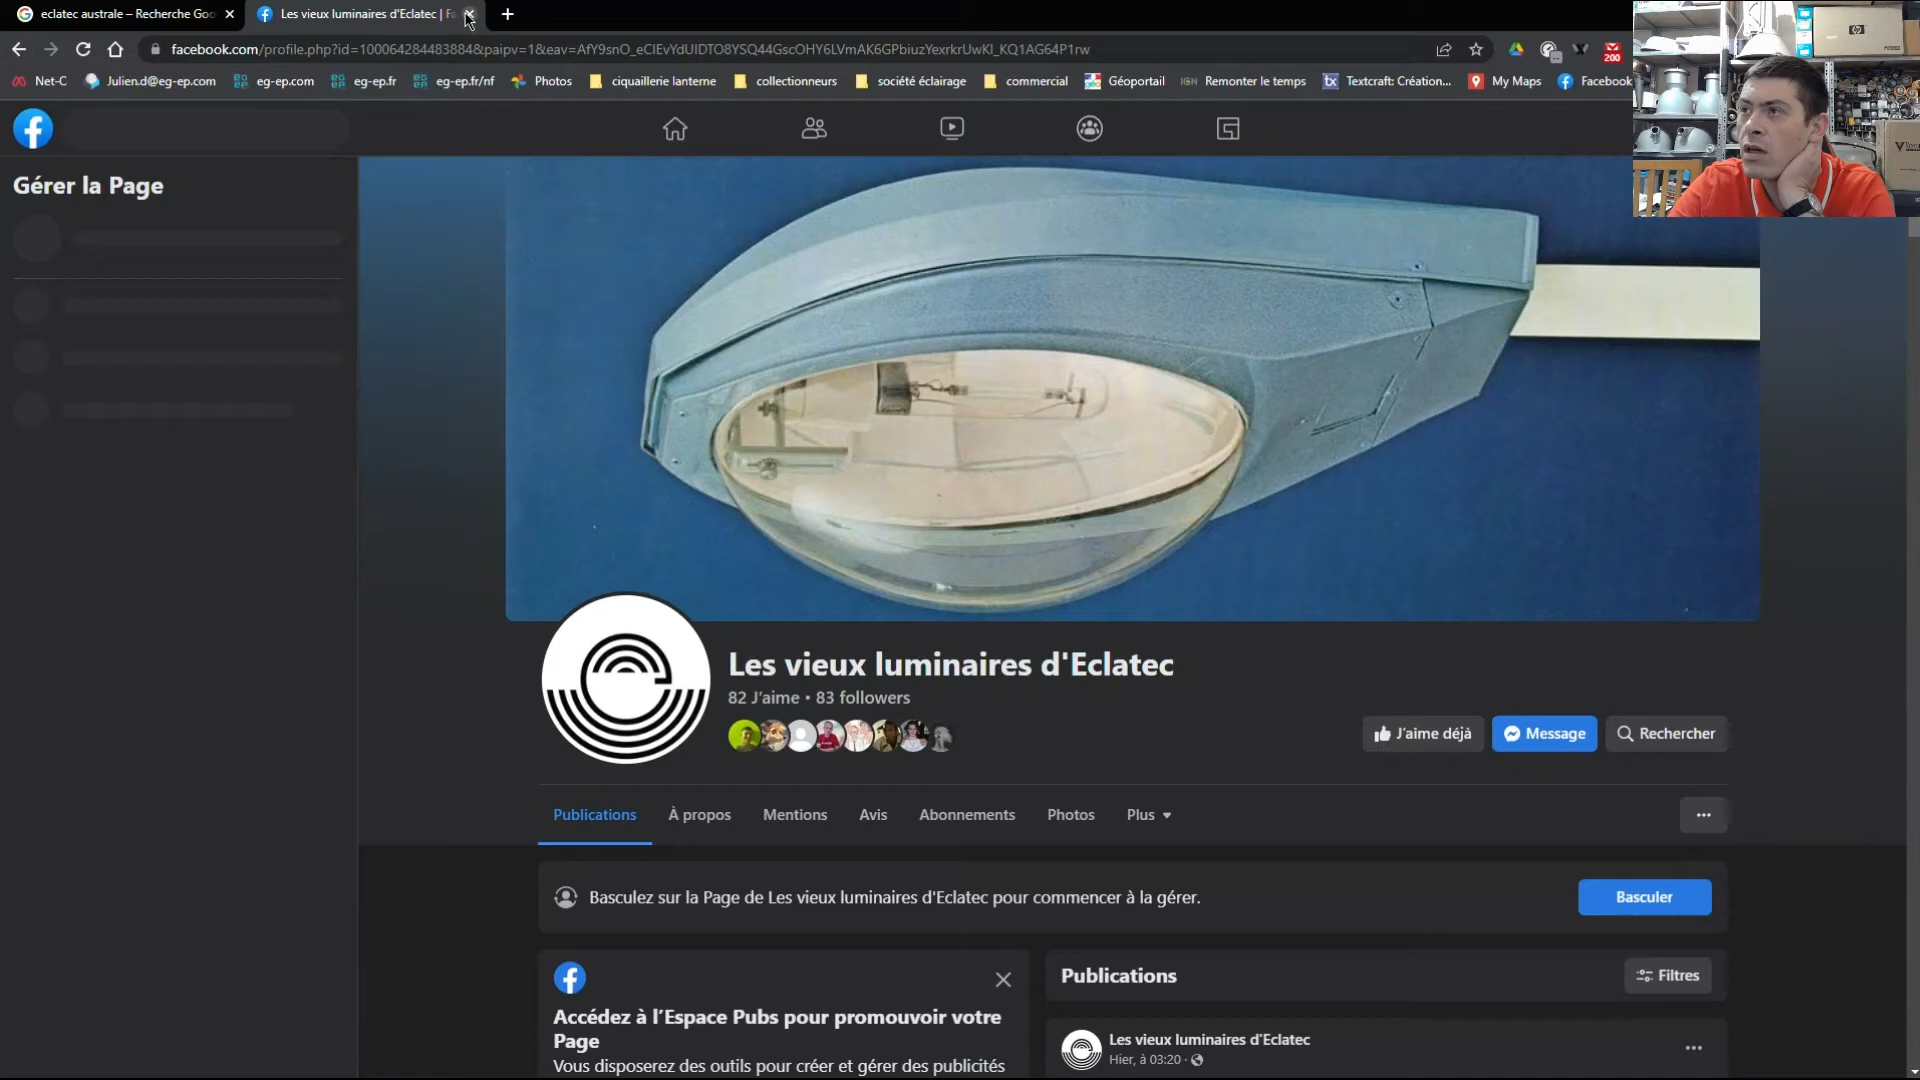 eclatec australe – Recherche Goo
Les vieux luminaires d'Eclatec | Fa
facebook.com/profile.php?id=100064284483884&paipv=1&eav=AfY9snO_eCIEvYdUIDTO8YSQ44GscOHY6LVmAK6GPbiuzYexrkrUwKl_KQ1AG64P1rw
200
Net-C
Julien.d@eg-ep.com
eg-ep.com
eg-ep.fr
eg-ep.fr/nf
Photos
ciquaillerie lanterne
collectionneurs
société éclairage
commercial
Géoportail
IGN Remonter le temps
tx Textcraft: Création...
My Maps
Facebook
Gérer la Page
Les vieux luminaires d'Eclatec
82 J’aime • 83 followers
J’aime déjà
Message
Rechercher
Publications
À propos
Mentions
Avis
Abonnements
Photos
Plus
Basculez sur la Page de Les vieux luminaires d'Eclatec pour commencer à la gérer.
Basculer
Accédez à l’Espace Pubs pour promouvoir votre
Page
Vous disposerez des outils pour créer et gérer des publicités
Publications
Filtres
Les vieux luminaires d'Eclatec
Hier, à 03:20 ·